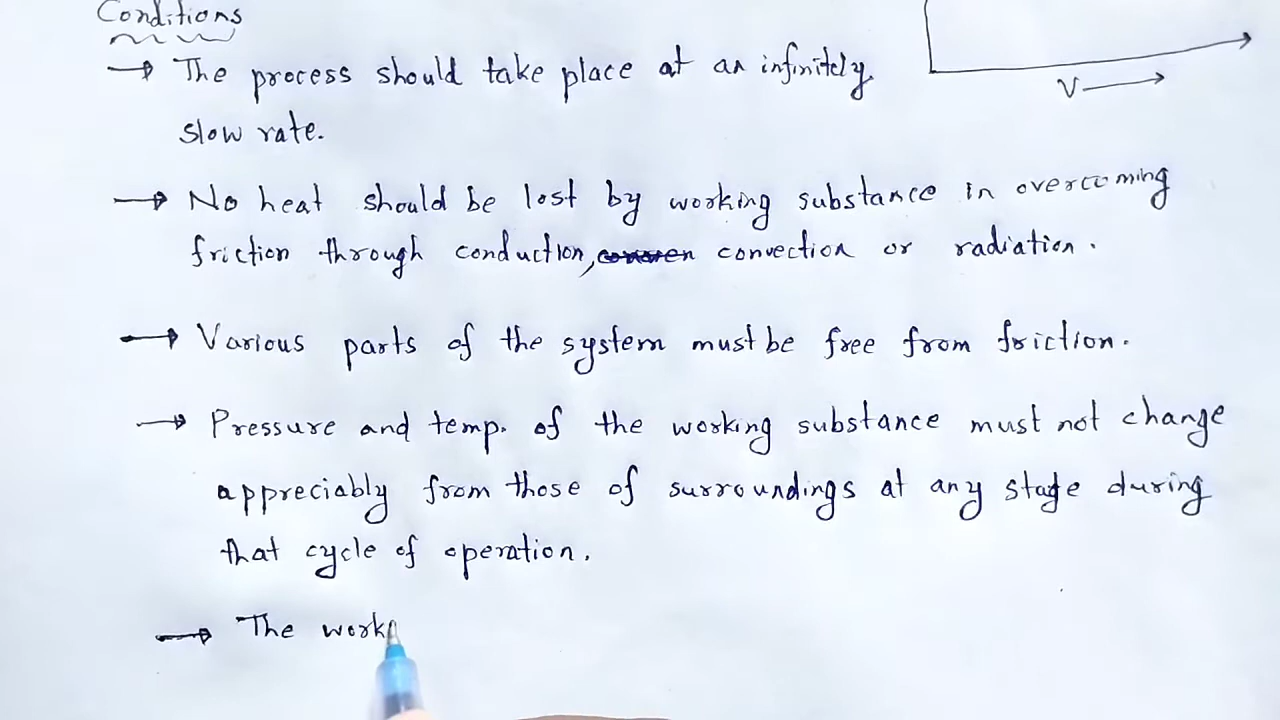 Conditions
→ The process should take place at an infinitely
slow rate.
V →
→ No heat should be lost by working substance in overcoming
friction through conduction, convection or radiation.
→ Various parts of the system must be free from friction.
→ Pressure and temp. of the working substance must not change
appreciably from those of surroundings at any stage during
that cycle of operation.
→ The work